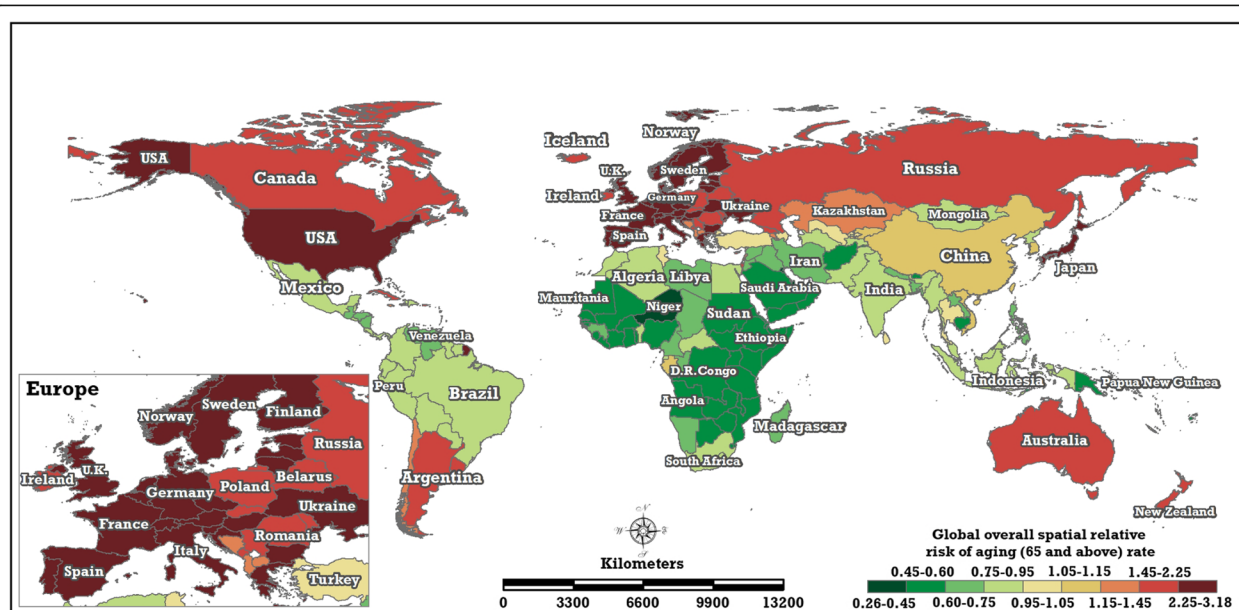 Iceland
Norway
USA
Canada
U.K.
Sweden
Russia
Ireland
Germany
Ukraine
France
Kazakhstan
Mongolia
USA
Spain
China
Japan
Mexico
Algeria
Libya
Iran
Saudi Arabia
India
Mauritania
Niger
Sudan
Venezuela
Ethiopia
Peru
Brazil
D.R.Congo
Indonesia
Papua New Guinea
Angola
Madagascar
South Africa
Australia
Argentina
New Zealand
Europe
Norway
Sweden
Finland
Russia
Ireland
U.K.
Germany
Poland
Belarus
France
Ukraine
Romania
Italy
Spain
Turkey
N
W
E
S
Kilometers
0 3300 6600 9900 13200
Global overall spatial relative
risk of aging (65 and above) rate
0.45-0.60 0.75-0.95 1.05-1.15 1.45-2.25
0.26-0.45 0.60-0.75 0.95-1.05 1.15-1.45 2.25-3.18